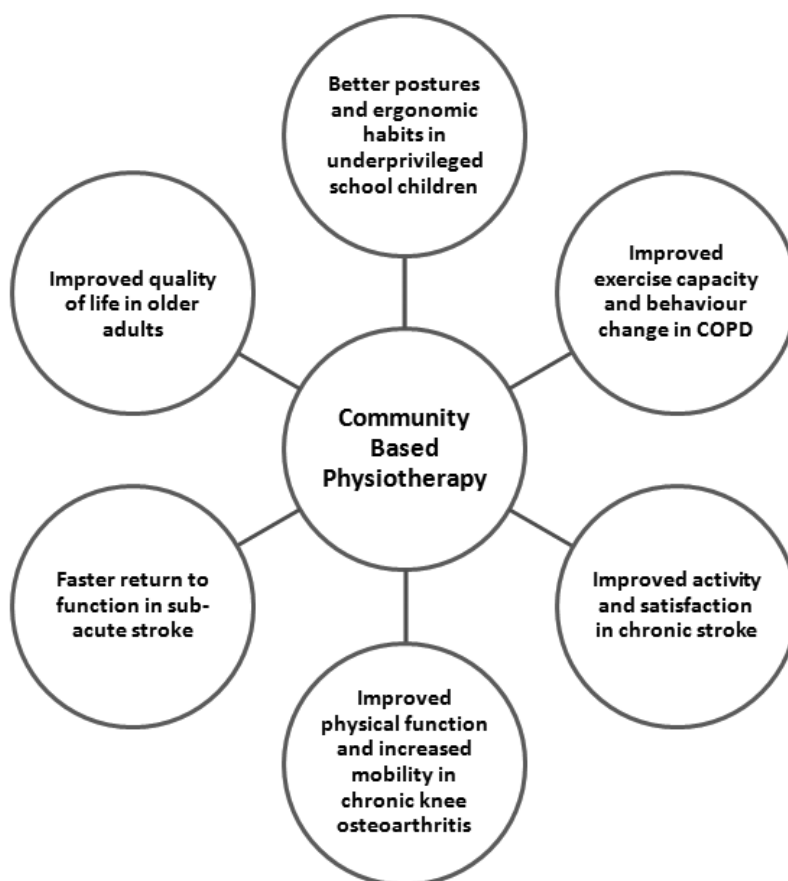 Better postures
and ergonomic
habits in
underprivileged
school children
Improved
exercise capacity
and behaviour
change in COPD
Improved quality
of life in older
adults
Community
Based
Physiotherapy
Improved activity
and satisfaction
in chronic stroke
Faster return to
function in sub-
acute stroke
Improved
physical function
and increased
mobility in
chronic knee
osteoarthritis